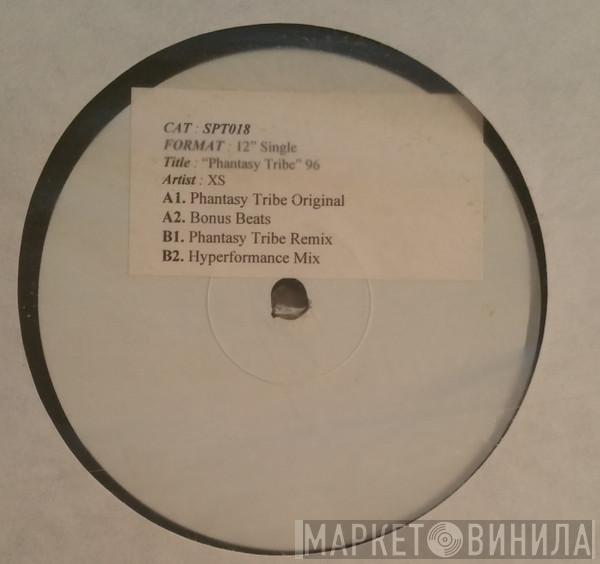 CAT : SPT018
FORMAT : 12" Single
Title : "Phantasy Tribe" 96
Artist : XS
A1. Phantasy Tribe Original
A2. Bonus Beats
B1. Phantasy Tribe Remix
B2. Hyperformance Mix
МАРКЕТ ВИНИЛА